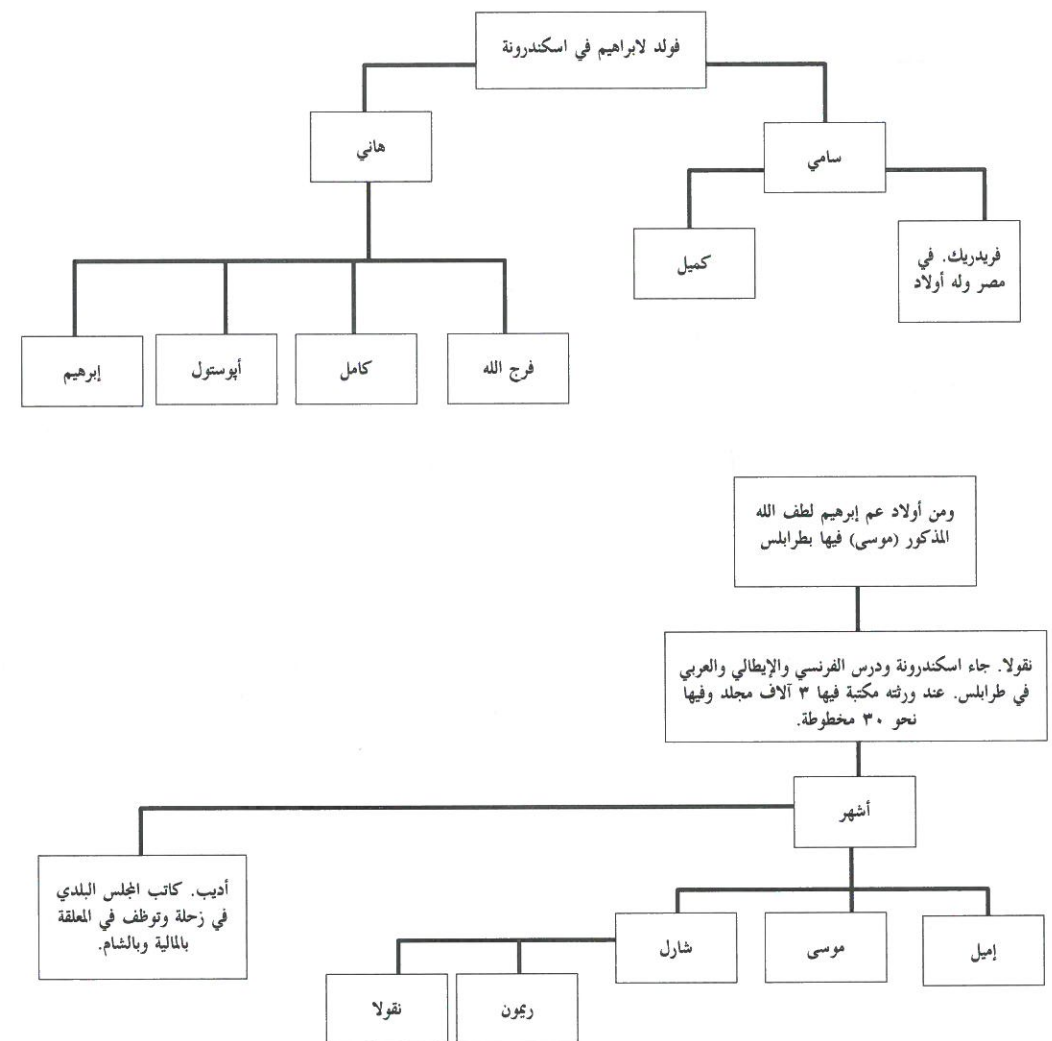 فولد لابراهيم في اسكندرونة
سامي
هاني
فريدريك. في
مصر وله أولاد
كميل
فرج الله
كامل
أپوستول
إبرهيم
ومن أولاد عم إبرهيم لطف الله
المذكور (موسى) فيها بطرابلس
نقولا. جاء اسكندرونة ودرس الفرنسي والإيطالي والعربي
في طرابلس. عند ورثته مكتبة فيها ٣ آلاف مجلد وفيها
نحو ٣٠ مخطوطة.
أشهر
أديب. كاتب المجلس البلدي
في زحلة وتوظف في المعلقة
بالمالية وبالشام.
إميل
موسى
شارل
ريمون
نقولا